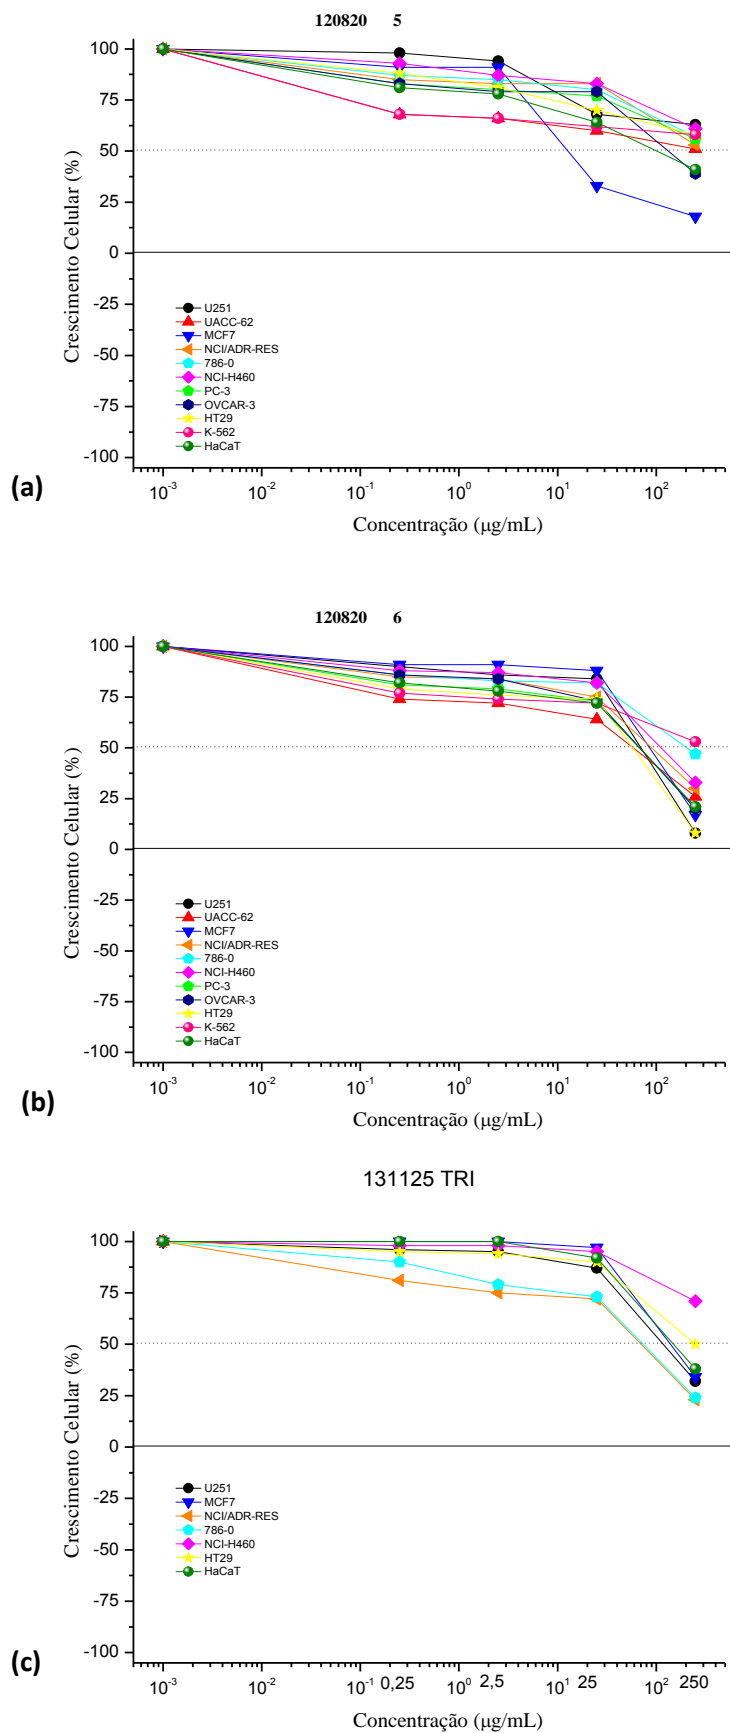 120820 5
100
75
50
25
0
-25
-50
-75
-100
Crescimento Celular (%)
U251
UACC-62
MCF7
NCI/ADR-RES
786-0
NCI-H460
PC-3
OVCAR-3
HT29
K-562
HaCaT
(a)
10⁻³ 10⁻² 10⁻¹ 10⁰ 10¹ 10²
Concentração (µg/mL)
120820 6
100
75
50
25
0
-25
-50
-75
-100
Crescimento Celular (%)
U251
UACC-62
MCF7
NCI/ADR-RES
786-0
NCI-H460
PC-3
OVCAR-3
HT29
K-562
HaCaT
(b)
10⁻³ 10⁻² 10⁻¹ 10⁰ 10¹ 10²
Concentração (µg/mL)
131125 TRI
100
75
50
25
0
-25
-50
-75
-100
Crescimento Celular (%)
U251
MCF7
NCI/ADR-RES
786-0
NCI-H460
HT29
HaCaT
(c)
10⁻³ 10⁻² 10⁻¹ 0,25 10⁰ 2,5 10¹ 25 10² 250
Concentração (µg/mL)